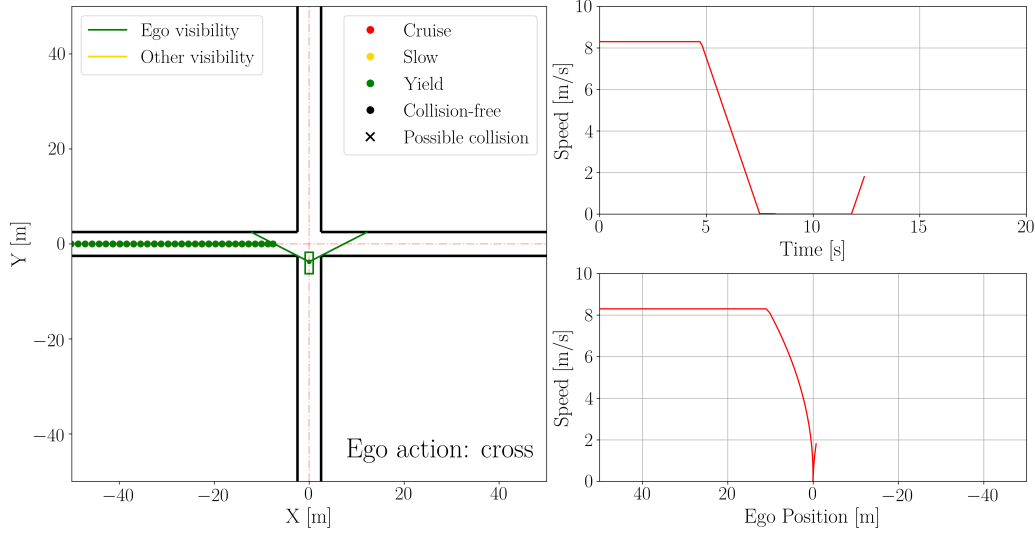 Ego visibility
Other visibility
Cruise
Slow
Yield
Collision-free
Possible collision
Ego action: cross
40
20
0
−20
−40
Y [m]
−40 −20 0 20 40
X [m]
10
8
6
4
2
0
Speed [m/s]
0 5 10 15 20
Time [s]
10
8
6
4
2
0
Speed [m/s]
40 20 0 −20 −40
Ego Position [m]